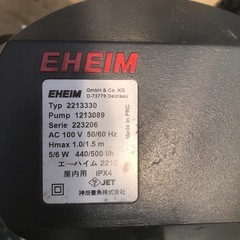 EHEIM
EHEIM GmbH & Co. KG
D-73779 Deizisau
Made in PRC
Typ 2213330
Pump 1213089
Serie 223206
AC 100 V 50/60 Hz
Hmax 1.0/1.5 m
5/6 W 440/500 l/h
エーハイム 2213
屋内用 IPX4
JET
神畑養魚株式会社